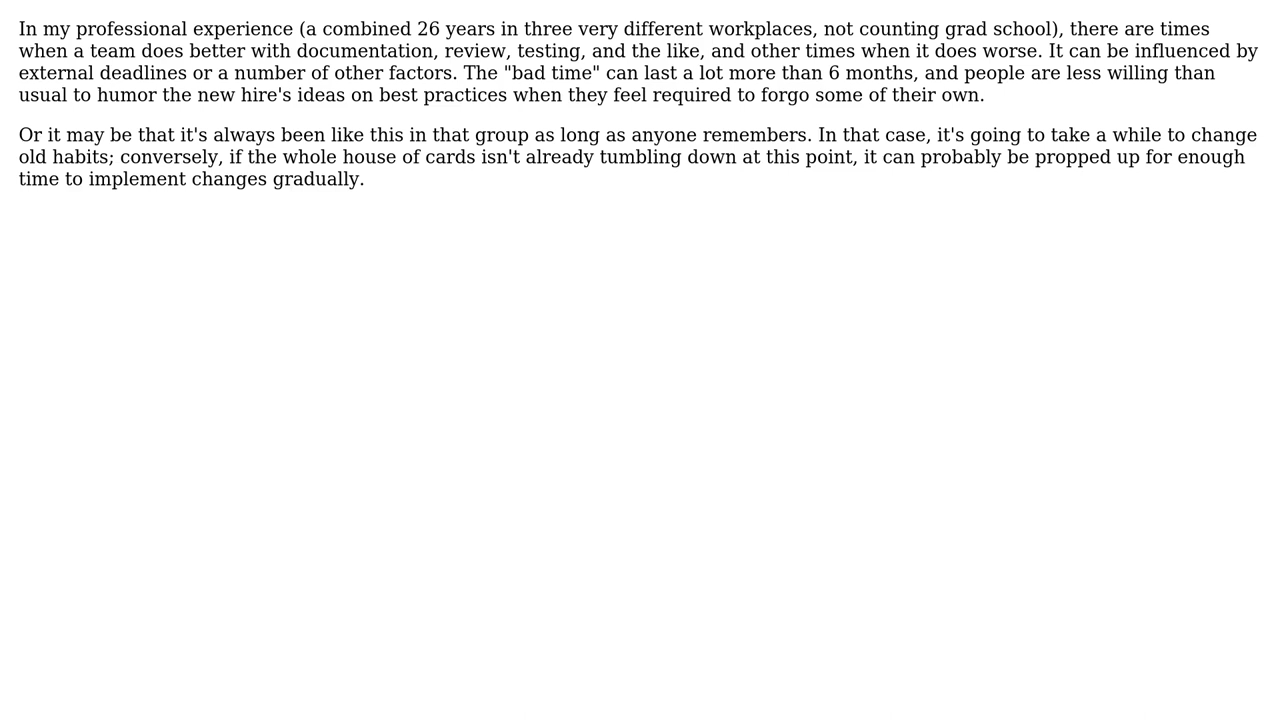 In my professional experience (a combined 26 years in three very different workplaces, not counting grad school), there are times
when a team does better with documentation, review, testing, and the like, and other times when it does worse. It can be influenced by
external deadlines or a number of other factors. The "bad time" can last a lot more than 6 months, and people are less willing than
usual to humor the new hire's ideas on best practices when they feel required to forgo some of their own.
Or it may be that it's always been like this in that group as long as anyone remembers. In that case, it's going to take a while to change
old habits; conversely, if the whole house of cards isn't already tumbling down at this point, it can probably be propped up for enough
time to implement changes gradually.